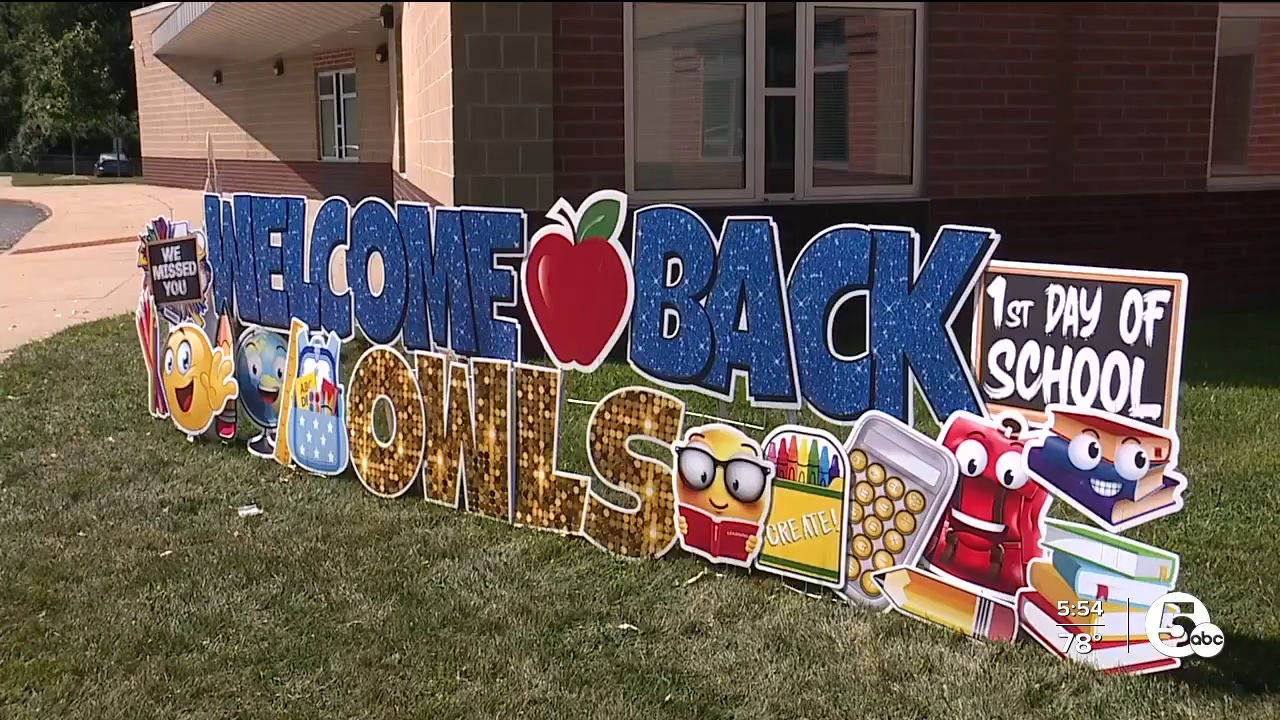 WELCOME BACK
WE
MISSED
YOU
1ST DAY OF
SCHOOL
OWLS
CREATE!
5:54
78°
5 abc